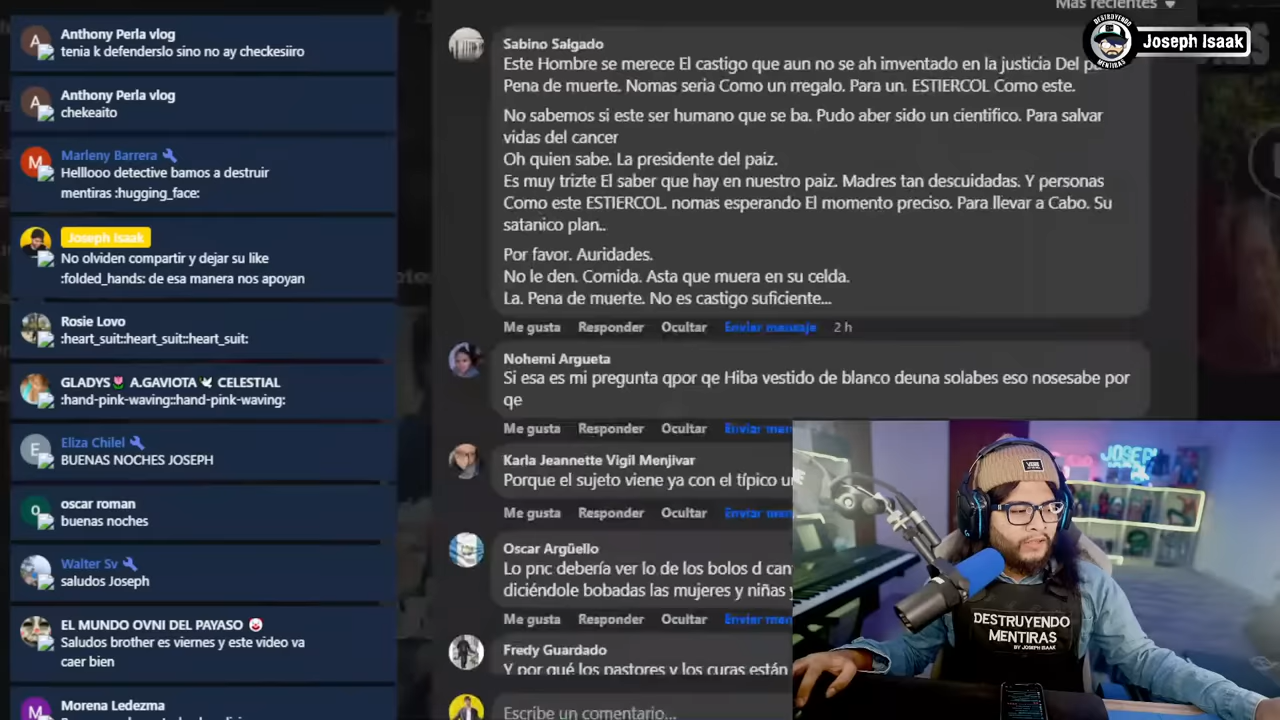 Anthony Perla vlog
tenia k defenderslo sino no ay checkesiiro
Anthony Perla vlog
chekeaito
Marleny Barrera
Helllooo detective bamos a destruir
mentiras :hugging_face:
Joseph Isaak
No olviden compartir y dejar su like
:folded_hands: de esa manera nos apoyan
Rosie Lovo
:heart_suit::heart_suit::heart_suit:
GLADYS🌷 A.GAVIOTA🕊 CELESTIAL
:hand-pink-waving::hand-pink-waving:
Eliza Chilel
BUENAS NOCHES JOSEPH
oscar roman
buenas noches
Walter Sv
saludos Joseph
EL MUNDO OVNI DEL PAYASO 🤡
Saludos brother es viernes y este video va
caer bien
Morena Ledezma
Más recientes
Sabino Salgado
Este Hombre se merece El castigo que aun no se ah imventado en la justicia Del
Pena de muerte. Nomas seria Como un rregalo. Para un. ESTIERCOL Como este.
No sabemos si este ser humano que se ba. Pudo aber sido un cientifico. Para salvar
vidas del cancer
Oh quien sabe. La presidente del paiz.
Es muy trizte El saber que hay en nuestro paiz. Madres tan descuidadas. Y personas
Como este ESTIERCOL. nomas esperando El momento preciso. Para llevar a Cabo. Su
satanico plan..
Por favor. Auridades.
No le den. Comida. Asta que muera en su celda.
La. Pena de muerte. No es castigo suficiente...
Me gusta Responder Ocultar Enviar mensaje 2 h
Nohemi Argueta
Si esa es mi pregunta qpor qe Hiba vestido de blanco deuna solabes eso nosesabe por
qe
Me gusta Responder Ocultar Enviar
Karla Jeannette Vigil Menjivar
Porque el sujeto viene ya con el típico
Me gusta Responder Ocultar Enviar
Oscar Argüello
Lo pnc debería ver lo de los bolos d
diciéndole bobadas las mujeres y niñas
Me gusta Responder Ocultar Enviar
Fredy Guardado
Y por qué los pastores y los curas están
Escribe un comentario...
DESTRUYENDO
MENTIRAS
Joseph Isaak
JOSEPH
VANS
DESTRUYENDO
MENTIRAS
BY JOSEPH ISAAK